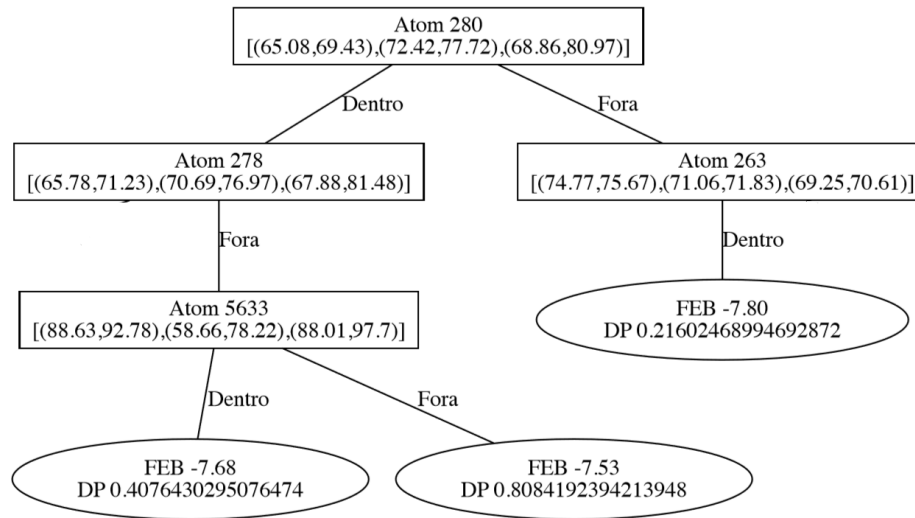 Atom 280
[(65.08,69.43),(72.42,77.72),(68.86,80.97)]
Dentro
Fora
Atom 278
[(65.78,71.23),(70.69,76.97),(67.88,81.48)]
Atom 263
[(74.77,75.67),(71.06,71.83),(69.25,70.61)]
Fora
Dentro
Atom 5633
[(88.63,92.78),(58.66,78.22),(88.01,97.7)]
FEB -7.80
DP 0.21602468994692872
Dentro
Fora
FEB -7.68
DP 0.4076430295076474
FEB -7.53
DP 0.8084192394213948